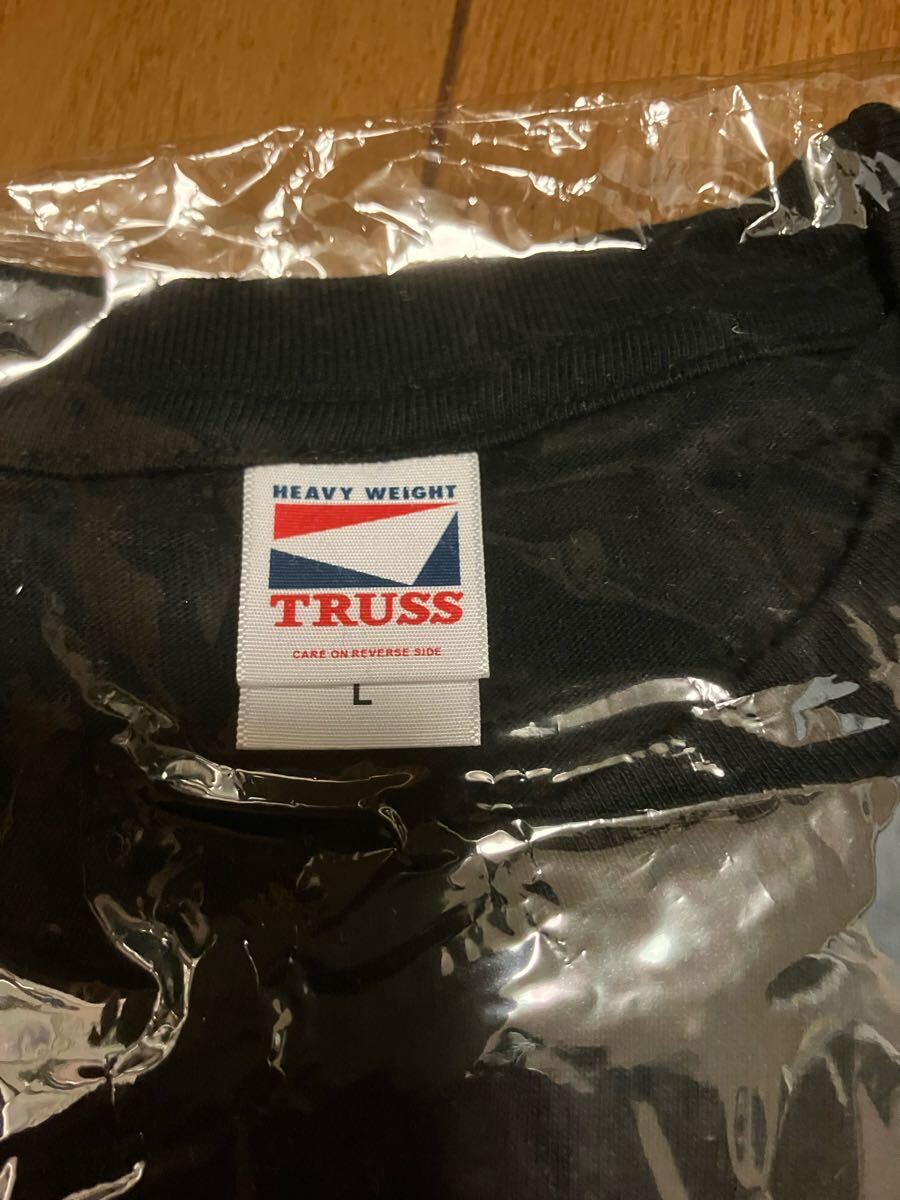 HEAVY WEIGHT
TRUSS
CARE ON REVERSE SIDE
L